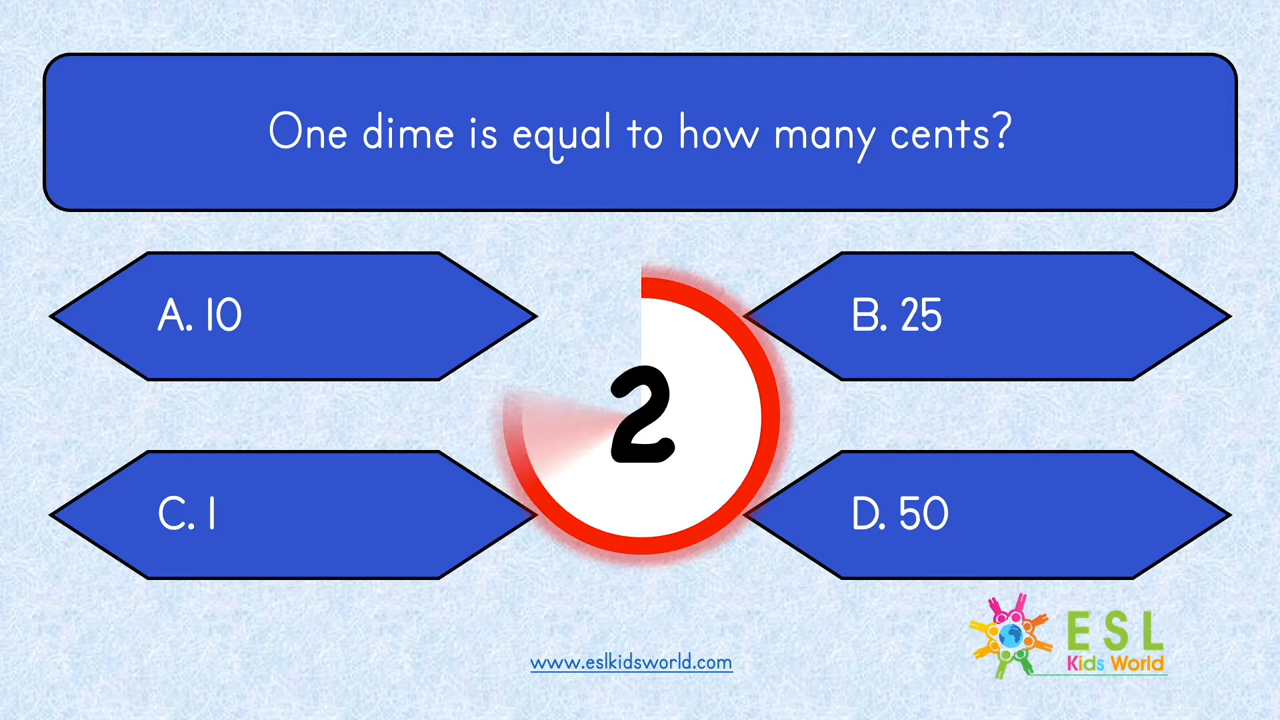 One dime is equal to how many cents?
A. 10
B. 25
2
C. 1
D. 50
www.eslkidsworld.com
ESL
Kids World